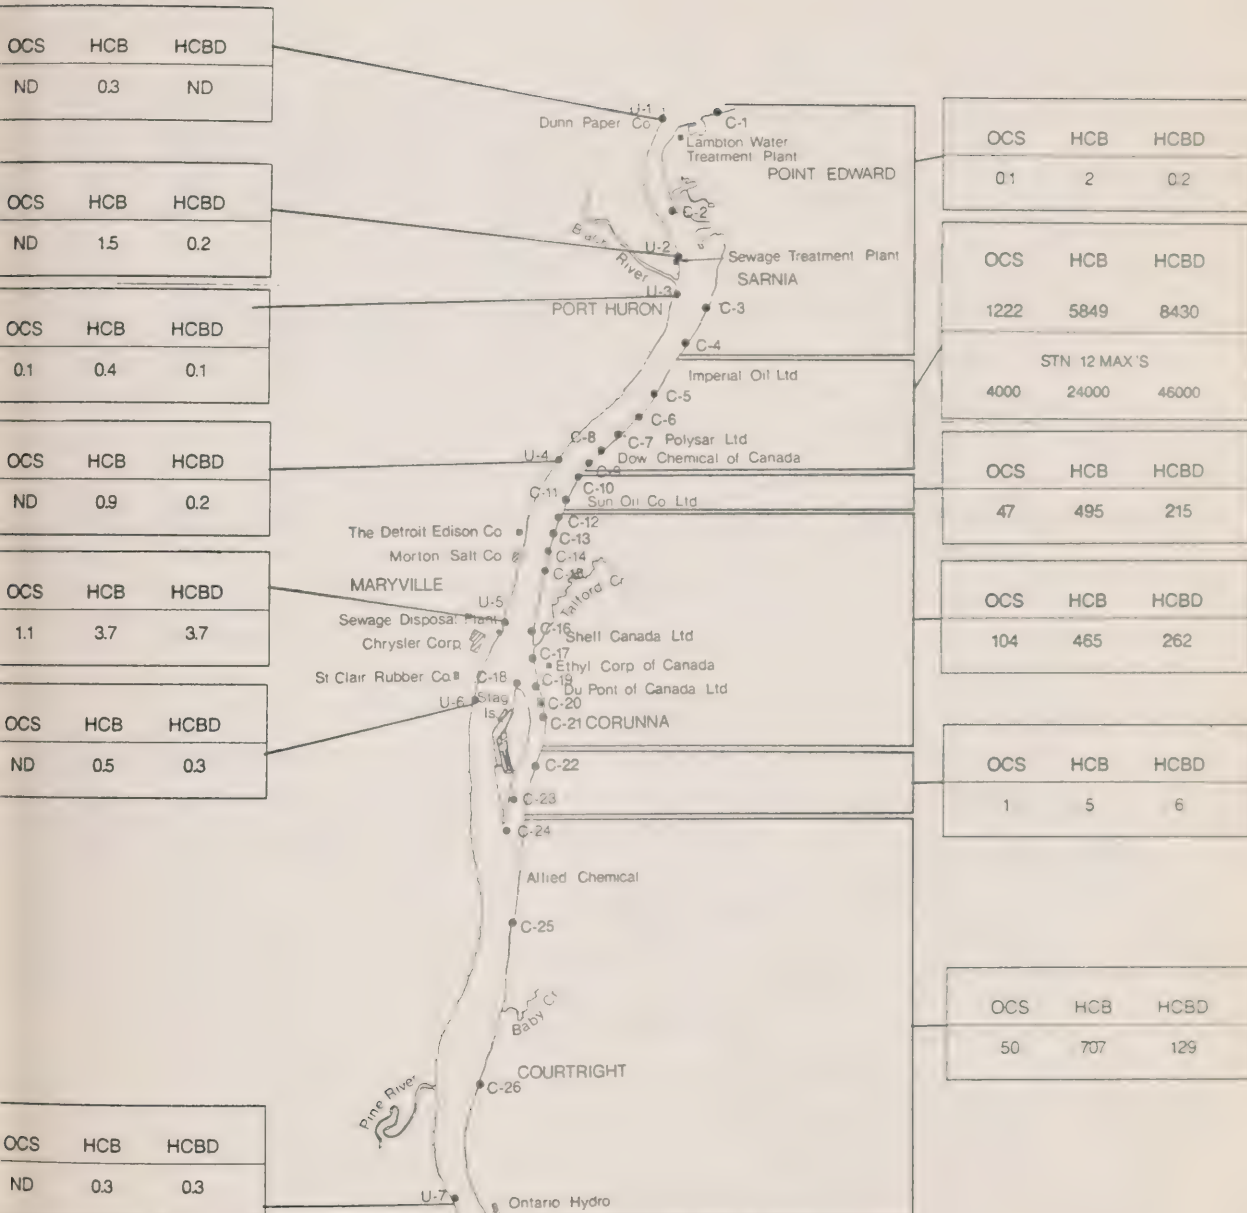 OCS HCB HCBD
ND 0.3 ND
OCS HCB HCBD
ND 1.5 0.2
OCS HCB HCBD
0.1 0.4 0.1
OCS HCB HCBD
ND 0.9 0.2
OCS HCB HCBD
1.1 3.7 3.7
OCS HCB HCBD
ND 0.5 0.3
OCS HCB HCBD
ND 0.3 0.3
U-1
Dunn Paper Co
C-1
Lambton Water
Treatment Plant
POINT EDWARD
C-2
River
U-2
Sewage Treatment Plant
SARNIA
U-3
PORT HURON
C-3
C-4
Imperial Oil Ltd
C-5
C-6
C-8
C-7 Polysar Ltd
Dow Chemical of Canada
U-4
C-9
C-10
C-11
Sun Oil Co Ltd
C-12
The Detroit Edison Co
C-13
Morton Salt Co
C-14
C-15
Talford Cr
MARYVILLE
U-5
Sewage Disposal Plant
Chrysler Corp
C-16
Shell Canada Ltd
C-17
Ethyl Corp of Canada
St Clair Rubber Co
C-18
C-19
Du Pont of Canada Ltd
U-6
Stag
Is
C-20
C-21 CORUNNA
C-22
C-23
C-24
Allied Chemical
C-25
Baby Cr
COURTRIGHT
C-26
Pine River
U-7
Ontario Hydro
OCS HCB HCBD
0.1 2 0.2
OCS HCB HCBD
1222 5849 8430
STN 12 MAX'S
4000 24000 46000
OCS HCB HCBD
47 495 215
OCS HCB HCBD
104 465 262
OCS HCB HCBD
1 5 6
OCS HCB HCBD
50 707 129